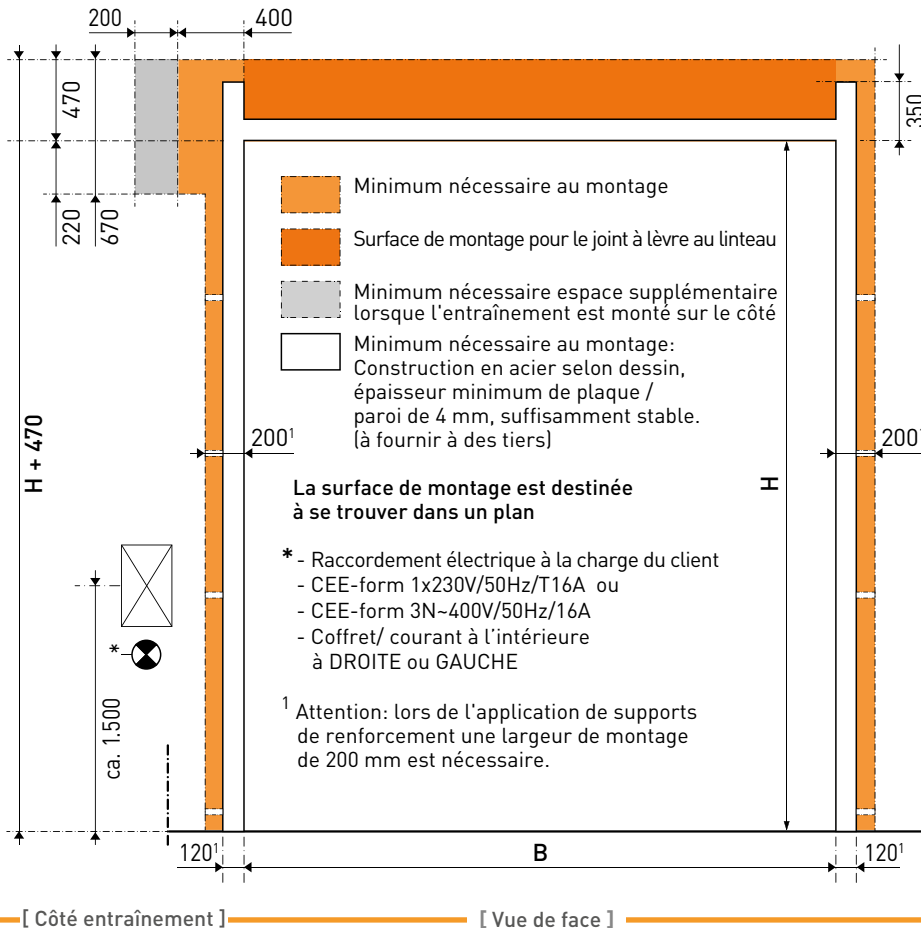 200
400
470
350
220
670
Minimum nécessaire au montage
Surface de montage pour le joint à lèvre au linteau
Minimum nécessaire espace supplémentaire
lorsque l'entraînement est monté sur le côté
Minimum nécessaire au montage:
Construction en acier selon dessin,
épaisseur minimum de plaque /
paroi de 4 mm, suffisamment stable.
(à fournir à des tiers)
H + 470
200¹
200¹
H
La surface de montage est destinée
à se trouver dans un plan
* - Raccordement électrique à la charge du client
- CEE-form 1x230V/50Hz/T16A ou
- CEE-form 3N~400V/50Hz/16A
- Coffret/ courant à l'intérieure
à DROITE ou GAUCHE
*
ca. 1.500
¹ Attention: lors de l'application de supports
de renforcement une largeur de montage
de 200 mm est nécessaire.
120¹
B
120¹
[ Côté entraînement ]
[ Vue de face ]